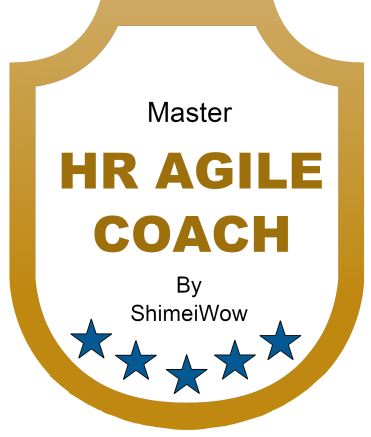 Master
HR AGILE
COACH
By
ShimeiWow